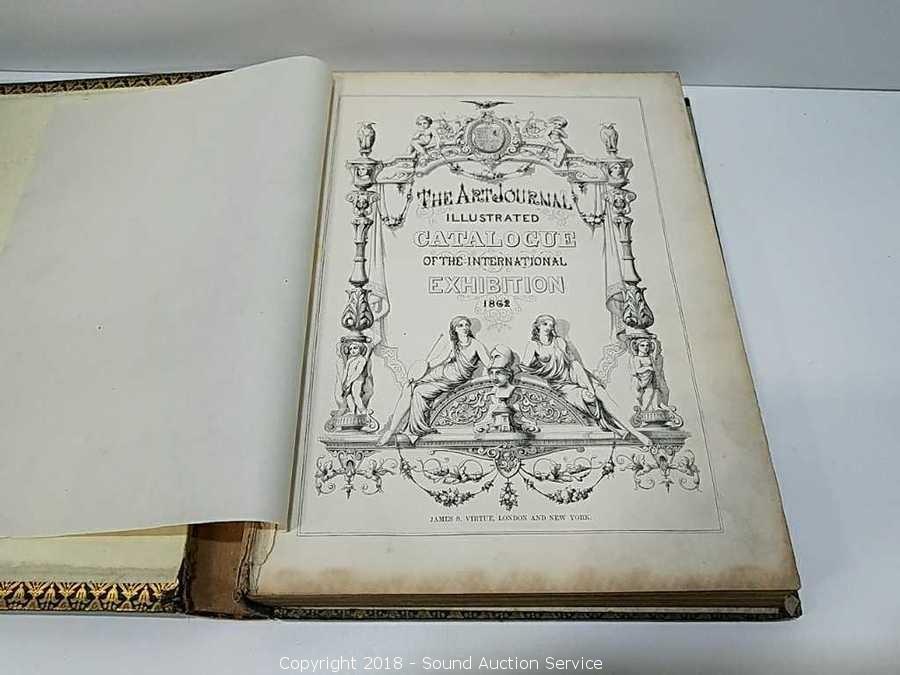 THE ART JOURNAL
ILLUSTRATED
CATALOGUE
OF THE INTERNATIONAL
EXHIBITION
1862
JAMES S. VIRTUE, LONDON AND NEW YORK.
Copyright 2018 - Sound Auction Service